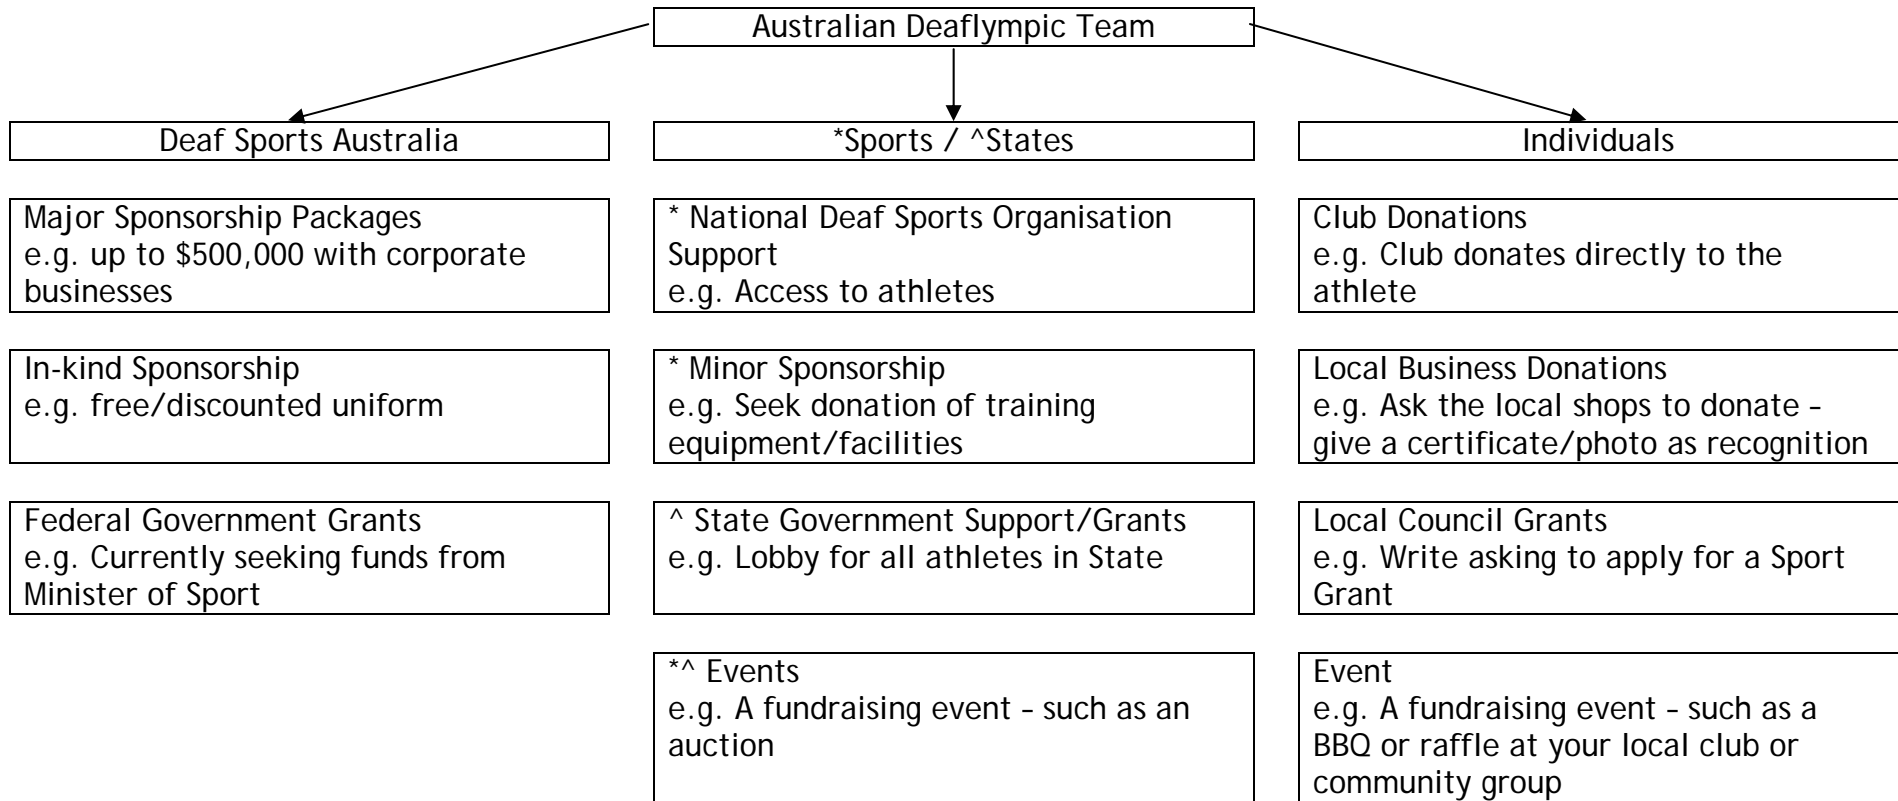 Australian Deaflympic Team
Deaf Sports Australia
*Sports / ^States
Individuals
Major Sponsorship Packages
e.g. up to $500,000 with corporate
businesses
* National Deaf Sports Organisation
Support
e.g. Access to athletes
Club Donations
e.g. Club donates directly to the
athlete
In-kind Sponsorship
e.g. free/discounted uniform
* Minor Sponsorship
e.g. Seek donation of training
equipment/facilities
Local Business Donations
e.g. Ask the local shops to donate –
give a certificate/photo as recognition
Federal Government Grants
e.g. Currently seeking funds from
Minister of Sport
^ State Government Support/Grants
e.g. Lobby for all athletes in State
Local Council Grants
e.g. Write asking to apply for a Sport
Grant
*^ Events
e.g. A fundraising event – such as an
auction
Event
e.g. A fundraising event – such as a
BBQ or raffle at your local club or
community group